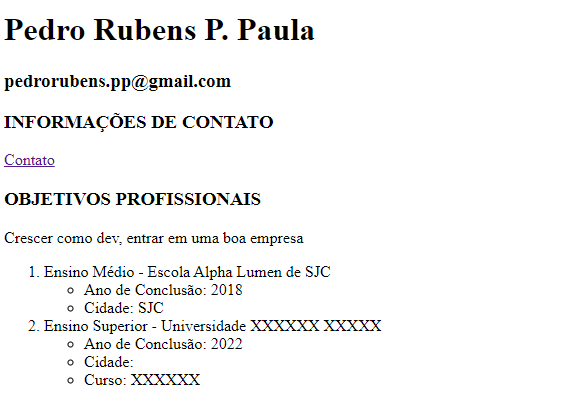 Pedro Rubens P. Paula
pedrorubens.pp@gmail.com
INFORMAÇÕES DE CONTATO
Contato
OBJETIVOS PROFISSIONAIS
Crescer como dev, entrar em uma boa empresa
1. Ensino Médio - Escola Alpha Lumen de SJC
Ano de Conclusão: 2018
Cidade: SJC
2. Ensino Superior - Universidade XXXXXX XXXXX
Ano de Conclusão: 2022
Cidade:
Curso: XXXXXX